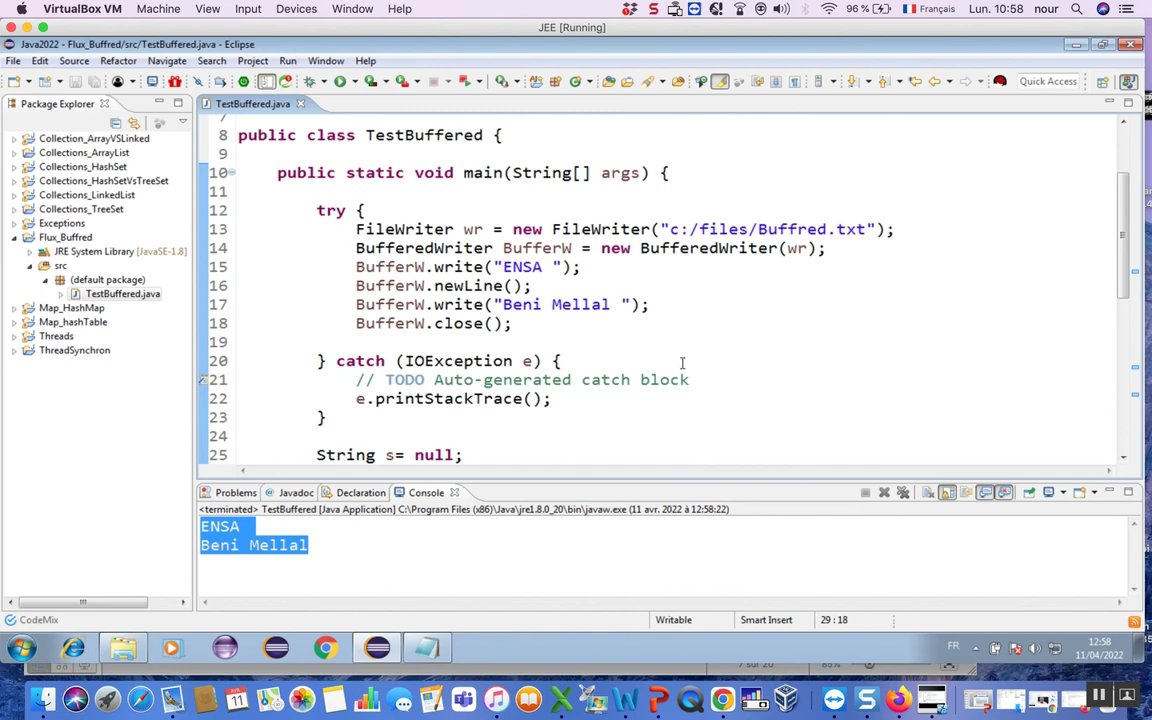 VirtualBox VM Machine View Input Devices Window Help 96 % Français Lun. 10:58 nour
JEE [Running]
Java2022 - Flux_Buffred/src/TestBuffered.java - Eclipse
File Edit Source Refactor Navigate Search Project Run Window Help
Quick Access
Package Explorer
TestBuffered.java
Collection_ArrayVSLinked
Collections_ArrayList
Collections_HashSet
Collections_HashSetVsTreeSet
Collections_LinkedList
Collections_TreeSet
Exceptions
Flux_Buffred
JRE System Library [JavaSE-1.8]
src
(default package)
TestBuffered.java
Map_HashMap
Map_hashTable
Threads
ThreadSynchron
7
8 public class TestBuffered {
9
10 public static void main(String[] args) {
11
12 try {
13 FileWriter wr = new FileWriter("c:/files/Buffred.txt");
14 BufferedWriter BufferW = new BufferedWriter(wr);
15 BufferW.write("ENSA ");
16 BufferW.newLine();
17 BufferW.write("Beni Mellal ");
18 BufferW.close();
19
20 } catch (IOException e) {
21 // TODO Auto-generated catch block
22 e.printStackTrace();
23 }
24
25 String s= null;
Problems Javadoc Declaration Console
<terminated> TestBuffered [Java Application] C:\Program Files (x86)\Java\jre1.8.0_20\bin\javaw.exe (11 avr. 2022 à 12:58:22)
ENSA
Beni Mellal
CodeMix
Writable Smart Insert 29 : 18
FR
12:58
11/04/2022
7 sur 20 85%